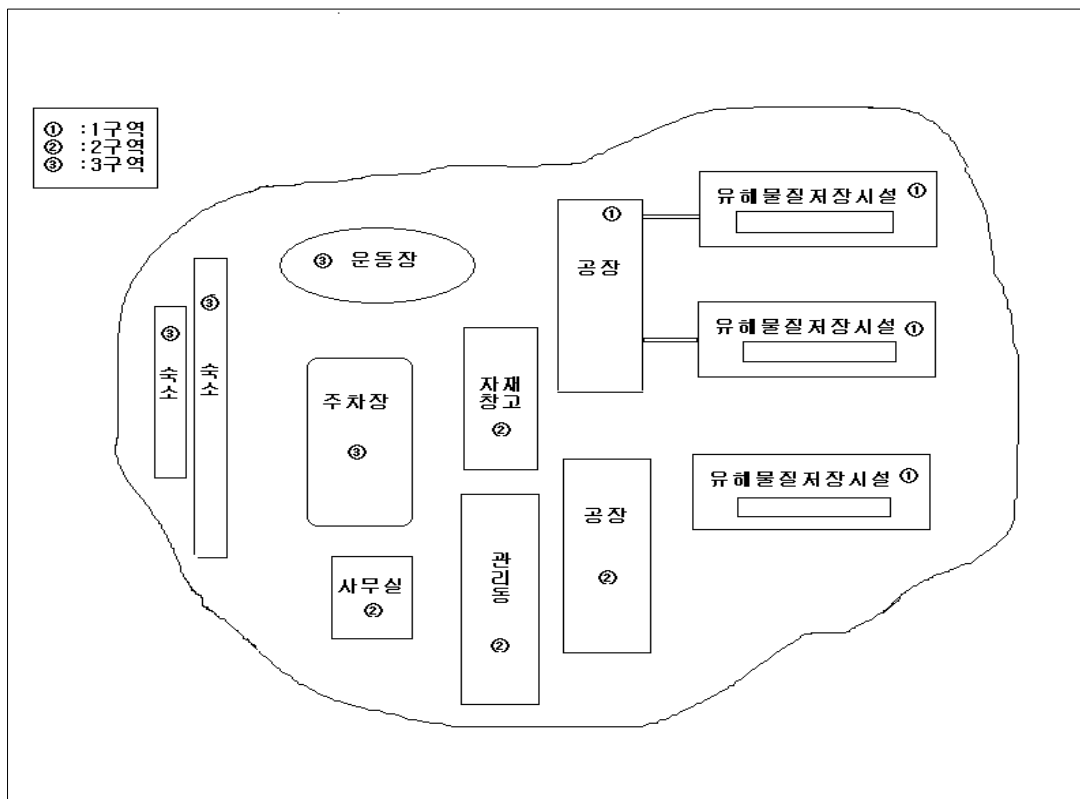 ① :1구역
② :2구역
③ :3구역
유해물질저장시설 ①
①
공장
③ 운동장
유해물질저장시설 ①
③
숙소
③
숙소
주차장
③
자재
창고
②
유해물질저장시설 ①
공장
②
관리동
②
사무실
②